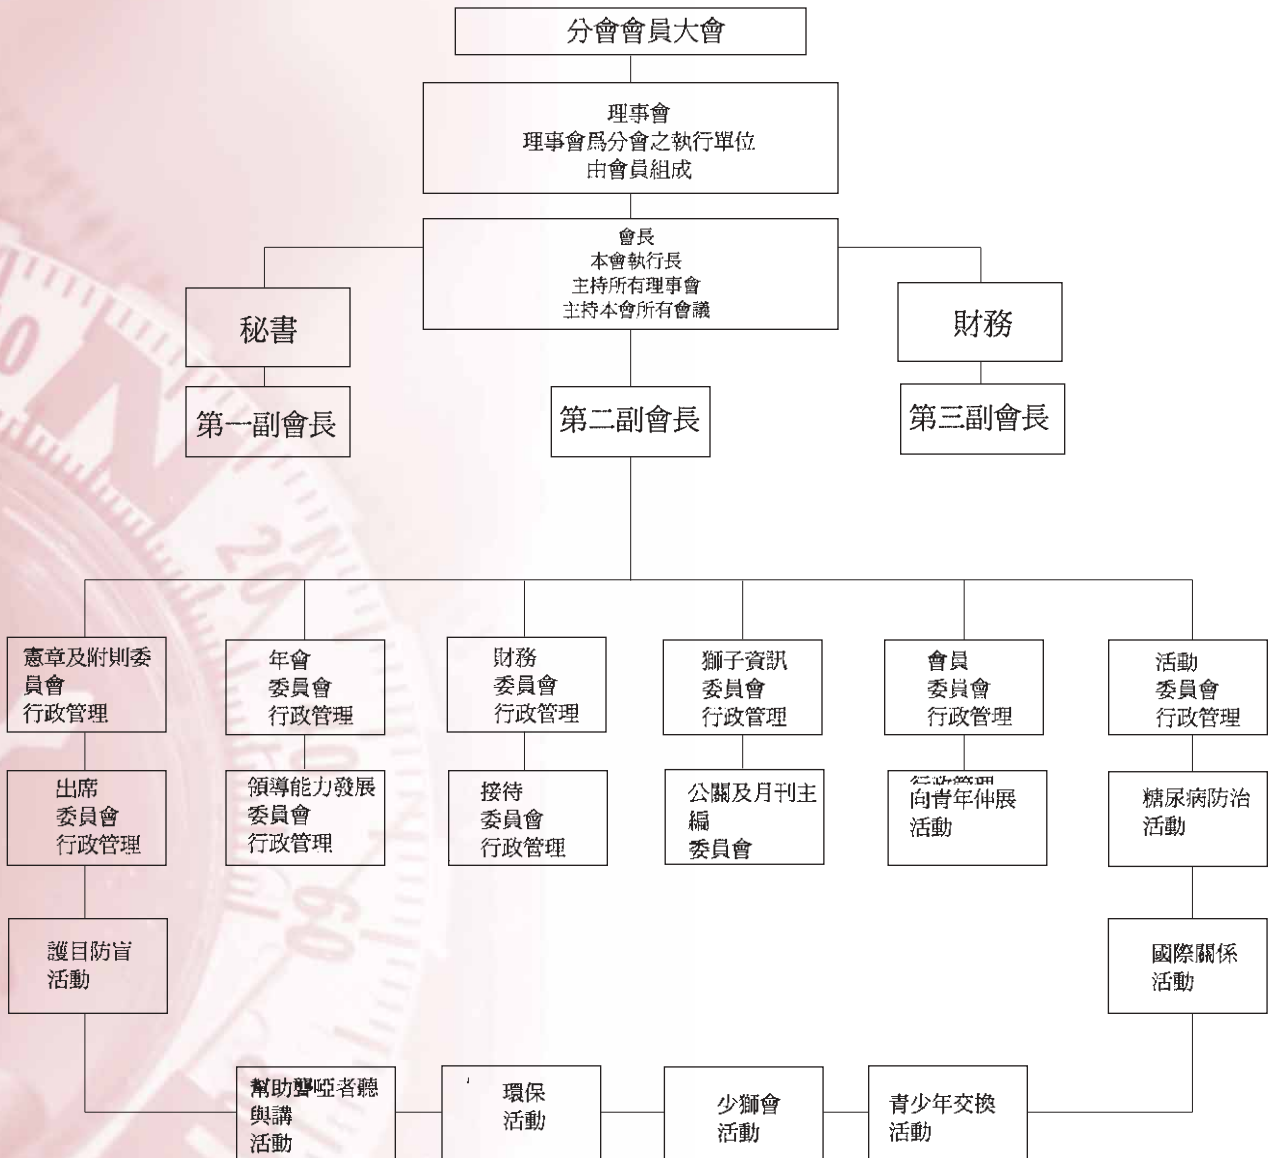 分會會員大會
理事會
理事會爲分會之執行單位
由會員組成
會長
本會執行長
主持所有理事會
主持本會所有會議
秘書
財務
第一副會長
第二副會長
第三副會長
憲章及附則委
員會
行政管理
年會
委員會
行政管理
財務
委員會
行政管理
獅子資訊
委員會
行政管理
會員
委員會
行政管理
活動
委員會
行政管理
出席
委員會
行政管理
領導能力發展
委員會
行政管理
接待
委員會
行政管理
公關及月刊主
編
委員會
行政管理
向青年伸展
活動
糖尿病防治
活動
護目防盲
活動
國際關係
活動
幫助聾啞者聽
與講
活動
環保
活動
少獅會
活動
青少年交換
活動
10
20
40
60
N